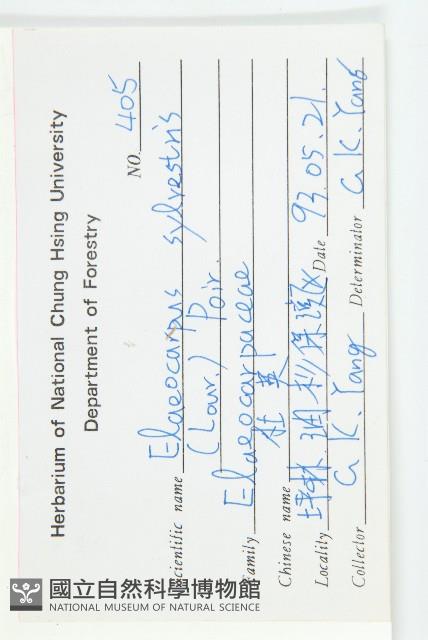 Herbarium of National Chung Hsing University
Department of Forestry
NO. 405
Scientific name Elaeocarpus sylvestris
(Lour.) Poir.
Family Elaeocarpaceae
Chinese name 杜英
Locality 坪林 Date 93.05.21.
Collector G.K. Yang Determinator G.K. Yang
國立自然科學博物館
NATIONAL MUSEUM OF NATURAL SCIENCE